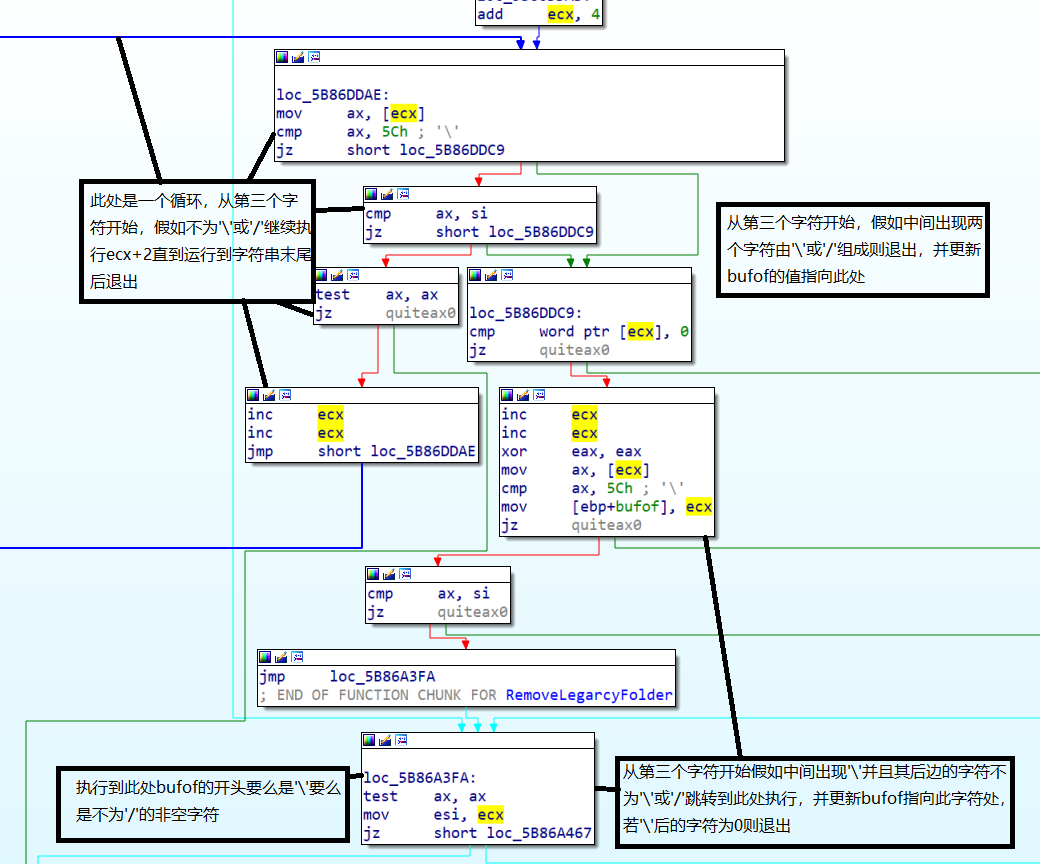 add ecx, 4
loc_5B86DDAE:
mov ax, [ecx]
cmp ax, 5Ch ; '\'
jz short loc_5B86DDC9
此处是一个循环，从第三个字
符开始，假如不为'\'或'/'继续执
行ecx+2直到运行到字符串末尾
后退出
cmp ax, si
jz short loc_5B86DDC9
从第三个字符开始，假如中间出现两
个字符由'\'或'/'组成则退出，并更新
bufof的值指向此处
test ax, ax
jz quiteax0
loc_5B86DDC9:
cmp word ptr [ecx], 0
jz quiteax0
inc ecx
inc ecx
jmp short loc_5B86DDAE
inc ecx
inc ecx
xor eax, eax
mov ax, [ecx]
cmp ax, 5Ch ; '\'
mov [ebp+bufof], ecx
jz quiteax0
cmp ax, si
jz quiteax0
jmp loc_5B86A3FA
; END OF FUNCTION CHUNK FOR RemoveLegarcyFolder
loc_5B86A3FA:
test ax, ax
mov esi, ecx
jz short loc_5B86A467
执行到此处bufof的开头要么是'\'要么
是不为'/'的非空字符
从第三个字符开始假如中间出现'\'并且其后边的字符不
为'\'或'/'跳转到此处执行，并更新bufof指向此字符处，
若'\'后的字符为0则退出